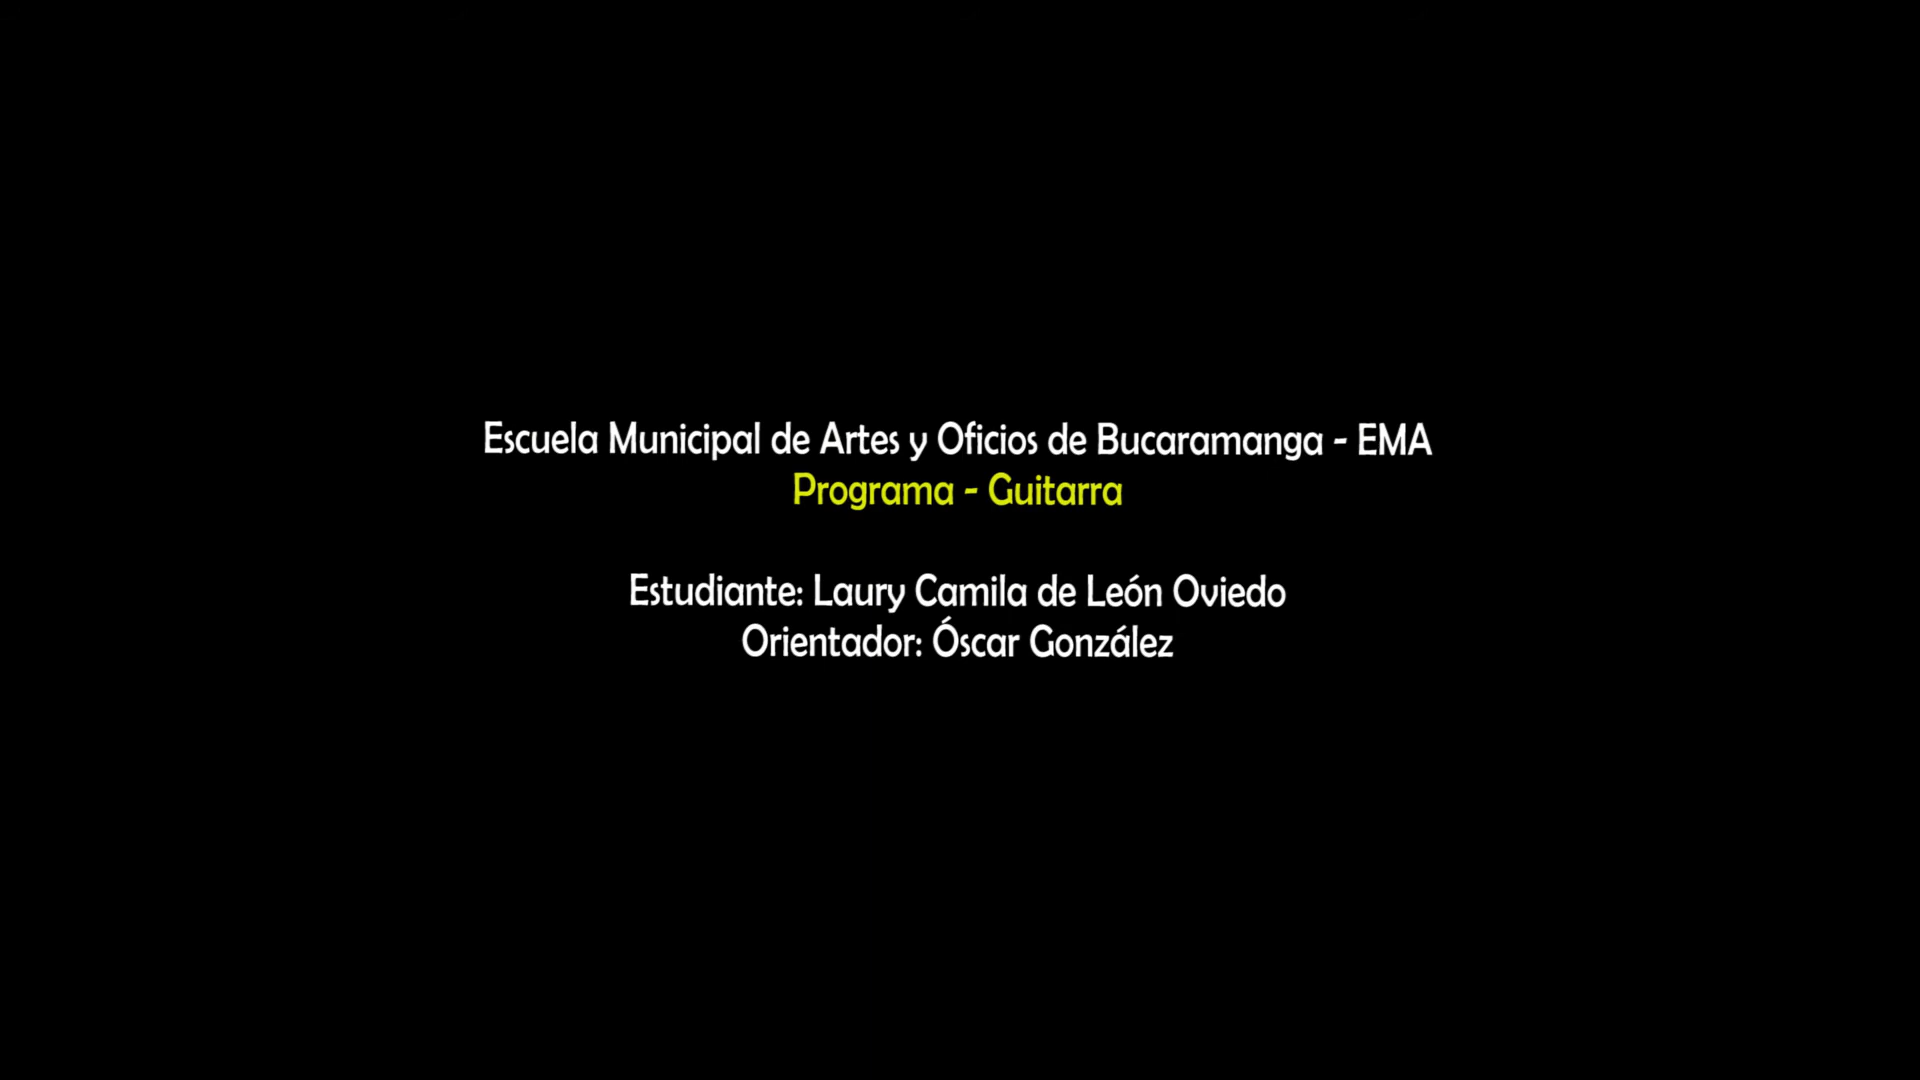 Escuela Municipal de Artes y Oficios de Bucaramanga - EMA
Programa - Guitarra
Estudiante: Laury Camila de León Oviedo
Orientador: Óscar González